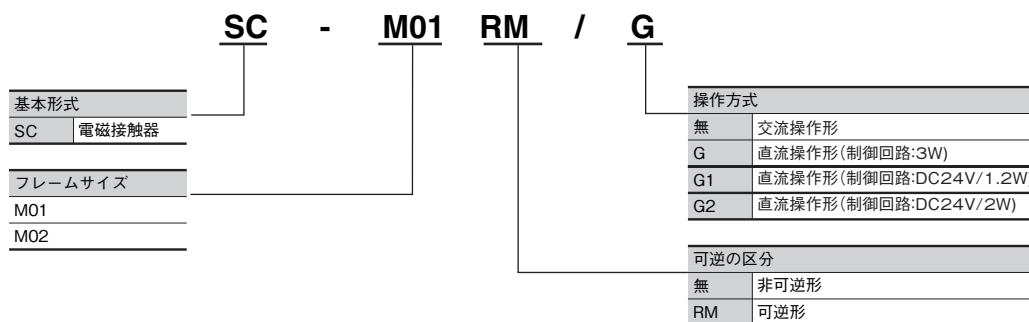 SC - M01 RM / G
基本形式
SC 電磁接触器
フレームサイズ
M01
M02
操作方式
無 交流操作形
G 直流操作形(制御回路:3W)
G1 直流操作形(制御回路:DC24V/1.2W)
G2 直流操作形(制御回路:DC24V/2W)
可逆の区分
無 非可逆形
RM 可逆形